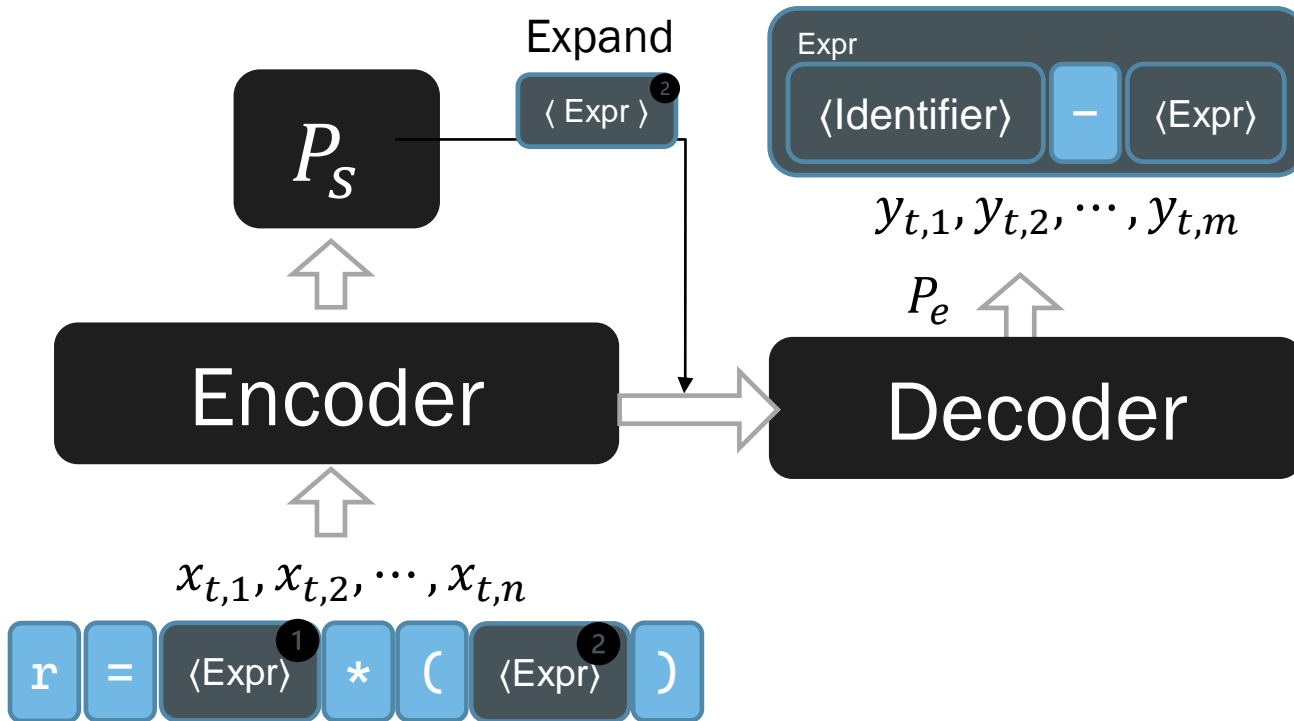 Expand
⟨ Expr ⟩ 2
P_s
Expr
⟨Identifier⟩ - ⟨Expr⟩
y_{t,1}, y_{t,2}, ⋯ , y_{t,m}
P_e
Encoder
Decoder
x_{t,1}, x_{t,2}, ⋯ , x_{t,n}
r = ⟨Expr⟩ 1 * ( ⟨Expr⟩ 2 )